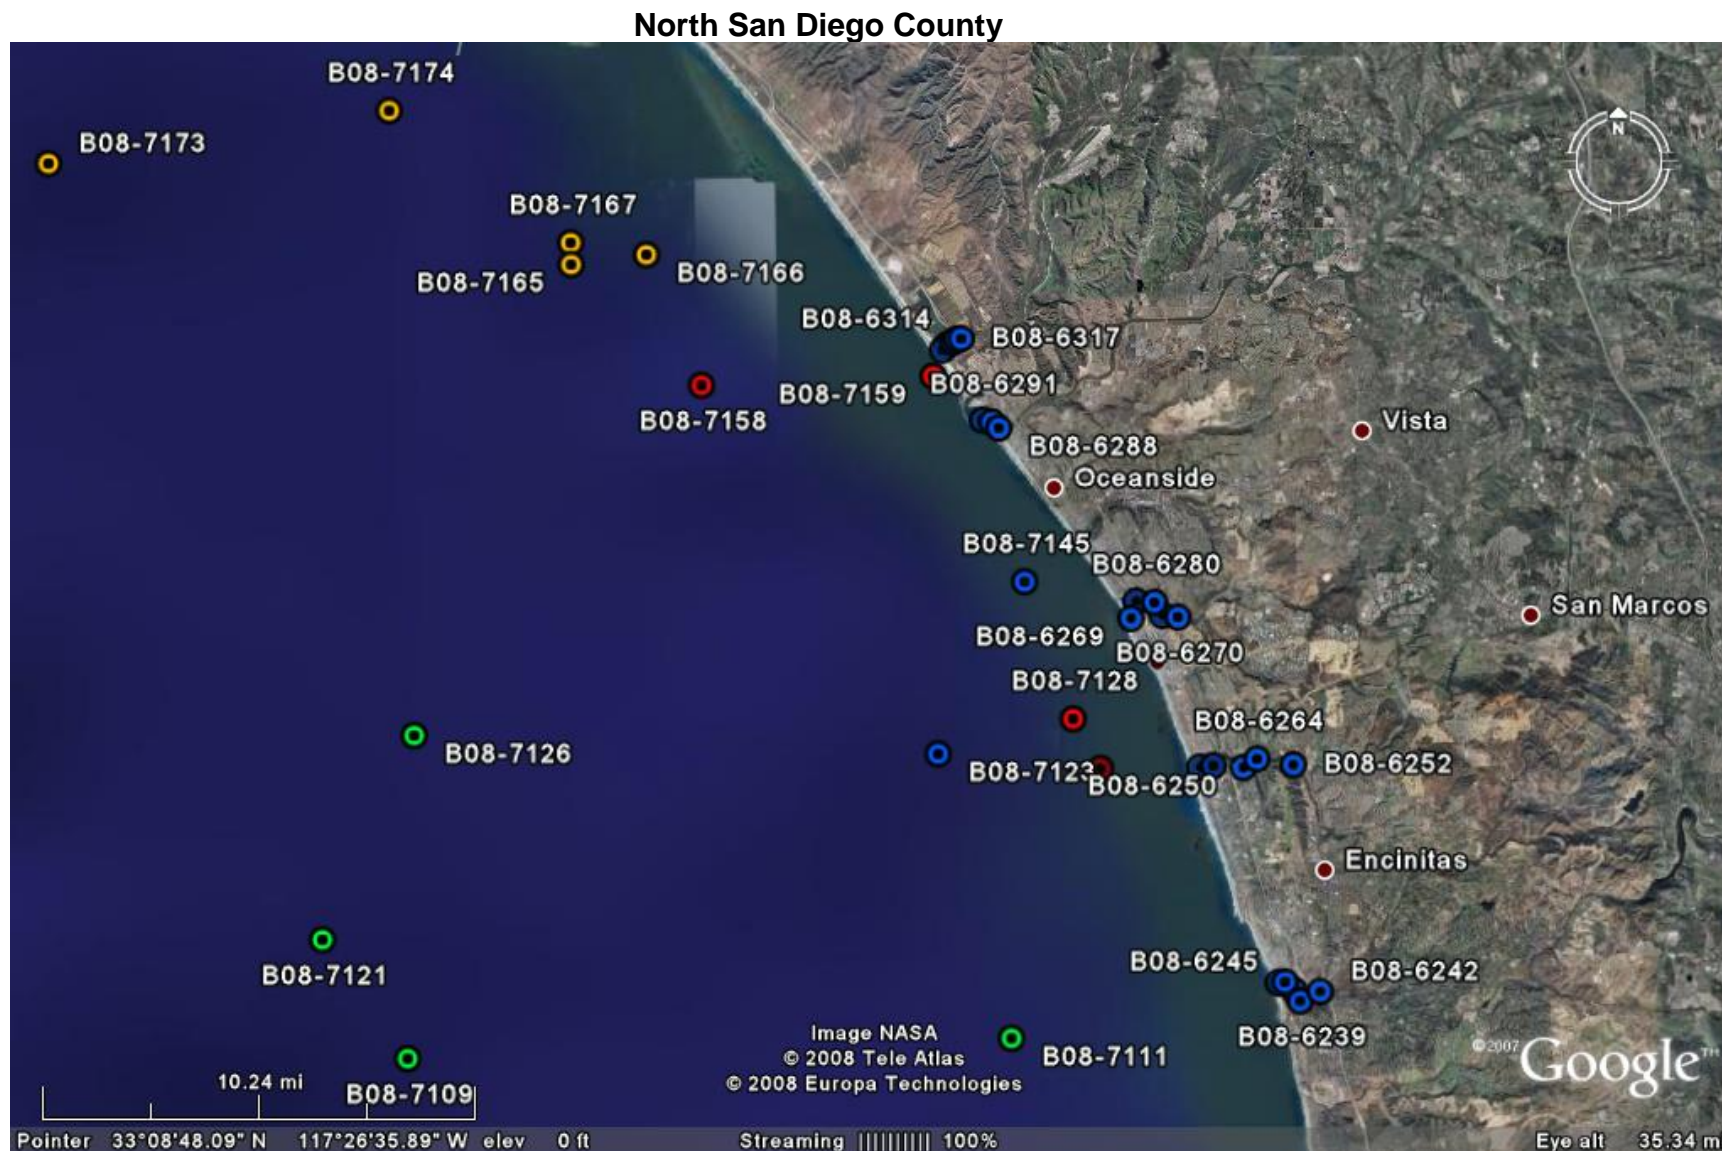 North San Diego County
B08-7174
B08-7173
N
B08-7167
B08-7166
B08-7165
B08-6314
B08-6317
B08-6291
B08-7159
B08-7158
Vista
B08-6288
Oceanside
B08-7145
B08-6280
San Marcos
B08-6269
B08-6270
B08-7128
B08-6264
B08-7126
B08-7123
B08-6252
B08-6250
Encinitas
B08-6245
B08-6242
B08-7121
Image NASA
B08-6239
©2007 Google™
© 2008 Tele Atlas
B08-7111
10.24 mi
© 2008 Europa Technologies
B08-7109
Pointer 33°08'48.09" N 117°26'35.89" W elev 0 ft Streaming |||||||||| 100% Eye alt 35.34 m